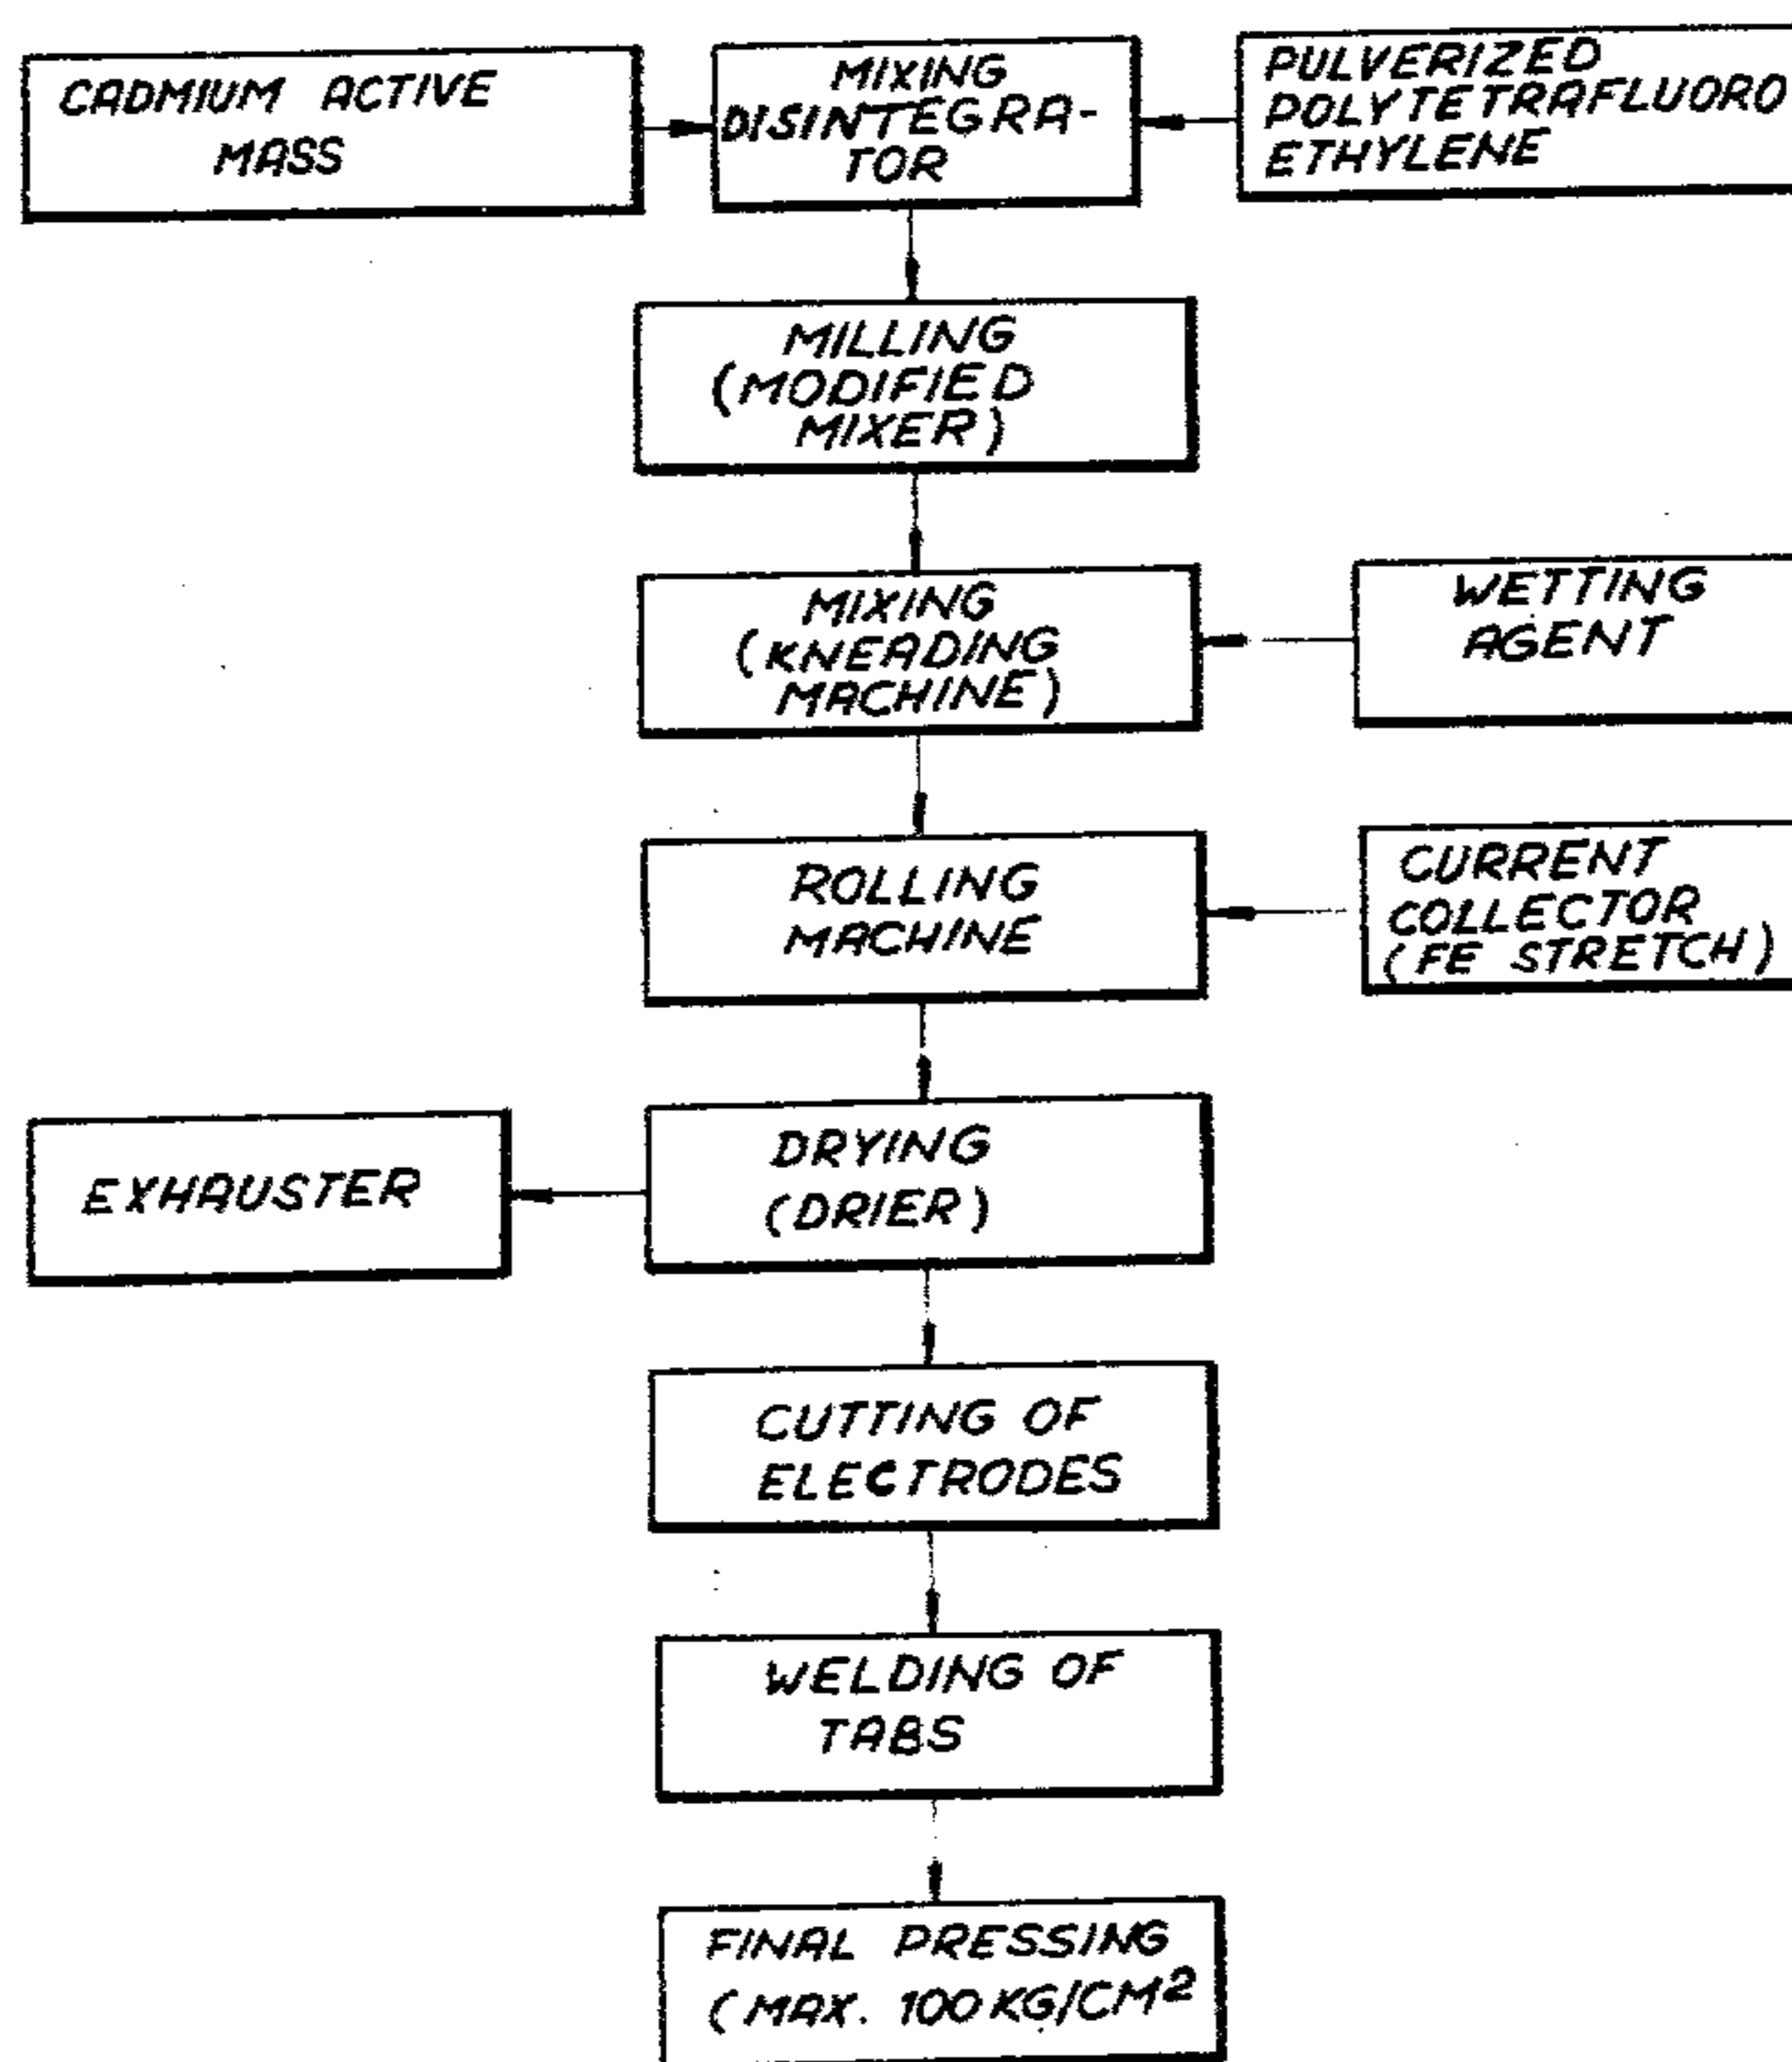 CADMIUM ACTIVE
MASS
MIXING
DISINTEGRA-
TOR
PULVERIZED
POLYTETRAFLUORO
ETHYLENE
MILLING
(MODIFIED
MIXER)
MIXING
(KNEADING
MACHINE)
WETTING
AGENT
ROLLING
MACHINE
CURRENT
COLLECTOR
(FE STRETCH)
EXHAUSTER
DRYING
(DRIER)
CUTTING OF
ELECTRODES
WELDING OF
TABS
FINAL PRESSING
(MAX. 100 KG/CM²